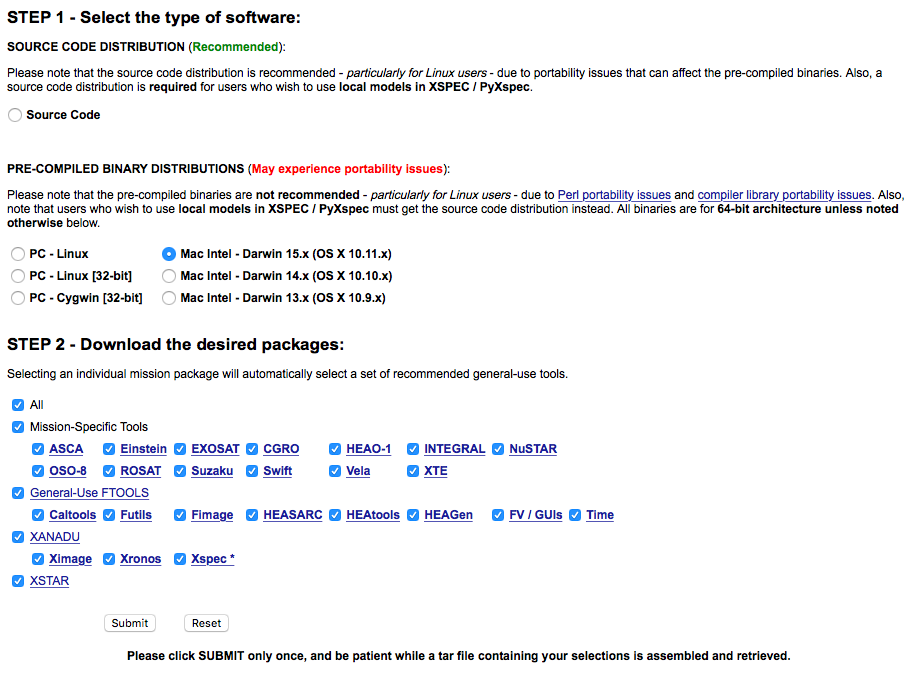 STEP 1 - Select the type of software:
SOURCE CODE DISTRIBUTION (Recommended):
Please note that the source code distribution is recommended - particularly for Linux users - due to portability issues that can affect the pre-compiled binaries. Also, a
source code distribution is required for users who wish to use local models in XSPEC / PyXspec.
Source Code
PRE-COMPILED BINARY DISTRIBUTIONS (May experience portability issues):
Please note that the pre-compiled binaries are not recommended - particularly for Linux users - due to Perl portability issues and compiler library portability issues. Also,
note that users who wish to use local models in XSPEC / PyXspec must get the source code distribution instead. All binaries are for 64-bit architecture unless noted
otherwise below.
PC - Linux Mac Intel - Darwin 15.x (OS X 10.11.x)
PC - Linux [32-bit] Mac Intel - Darwin 14.x (OS X 10.10.x)
PC - Cygwin [32-bit] Mac Intel - Darwin 13.x (OS X 10.9.x)
STEP 2 - Download the desired packages:
Selecting an individual mission package will automatically select a set of recommended general-use tools.
All
Mission-Specific Tools
ASCA Einstein EXOSAT CGRO HEAO-1 INTEGRAL NuSTAR
OSO-8 ROSAT Suzaku Swift Vela XTE
General-Use FTOOLS
Caltools Futils Fimage HEASARC HEAtools HEAGen FV / GUIs Time
XANADU
Ximage Xronos Xspec *
XSTAR
Submit Reset
Please click SUBMIT only once, and be patient while a tar file containing your selections is assembled and retrieved.